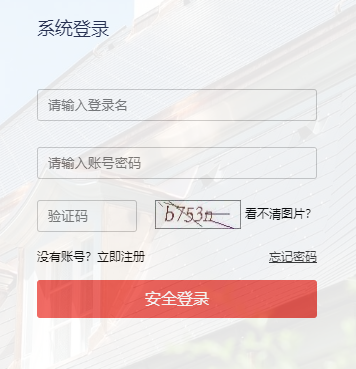 系统登录
请输入登录名
请输入账号密码
验证码 b753n 看不清图片?
没有账号? 立即注册 忘记密码
安全登录